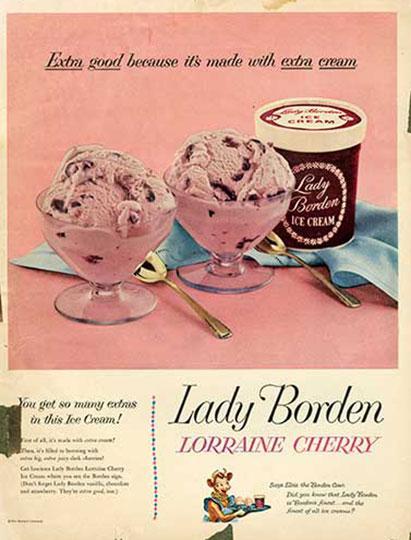 Extra good because it's made with extra cream
Lady Borden
ICE
CREAM
Lady
Borden
ICE CREAM
You get so many extras
in this Ice Cream!
First of all, it's made with extra cream!
Then, it's filled to bursting with
extra big, extra juicy dark cherries!
Get luscious Lady Borden Lorraine Cherry
Ice Cream where you see the Borden sign.
(Don't forget Lady Borden vanilla, chocolate
and strawberry. They're extra good, too.)
Lady Borden
LORRAINE CHERRY
Says Elsie the Borden Cow:
Did you know that Lady Borden
is Borden's finest...and the
finest of all ice creams?